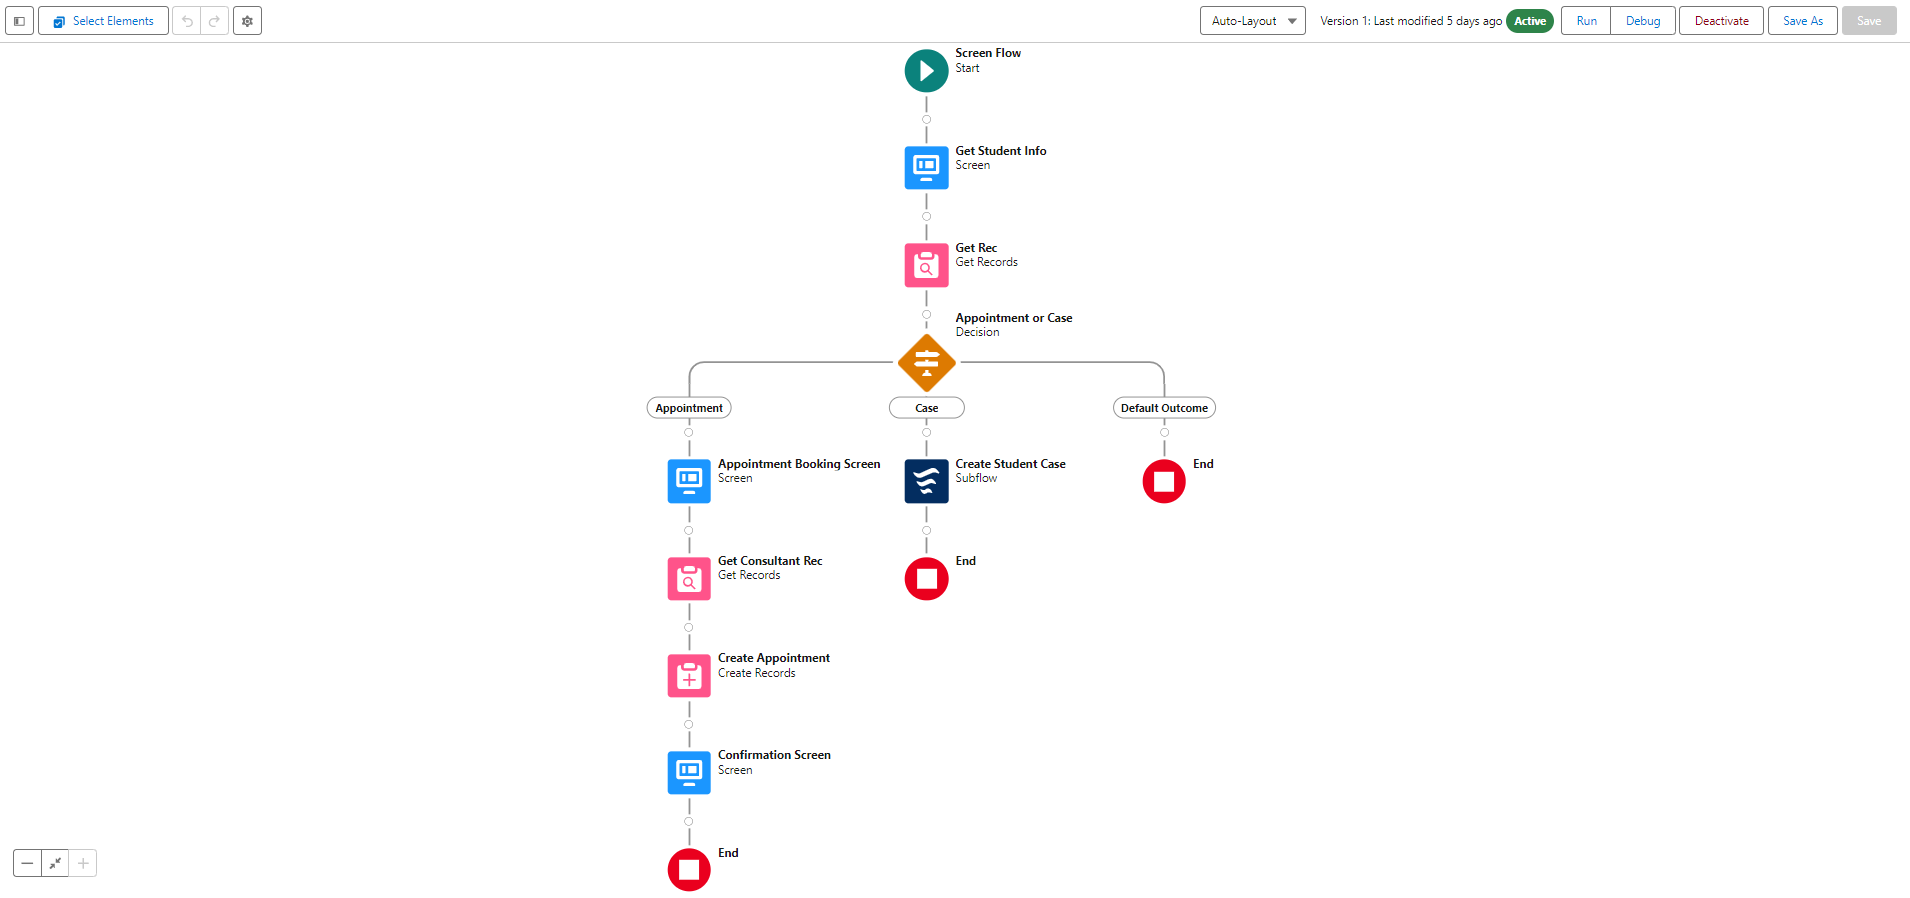 Select Elements
Auto-Layout
Version 1: Last modified 5 days ago
Active
Run
Debug
Deactivate
Save As
Save
Screen Flow
Start
Get Student Info
Screen
Get Rec
Get Records
Appointment or Case
Decision
Appointment
Case
Default Outcome
Appointment Booking Screen
Screen
Create Student Case
Subflow
End
Get Consultant Rec
Get Records
End
Create Appointment
Create Records
Confirmation Screen
Screen
End